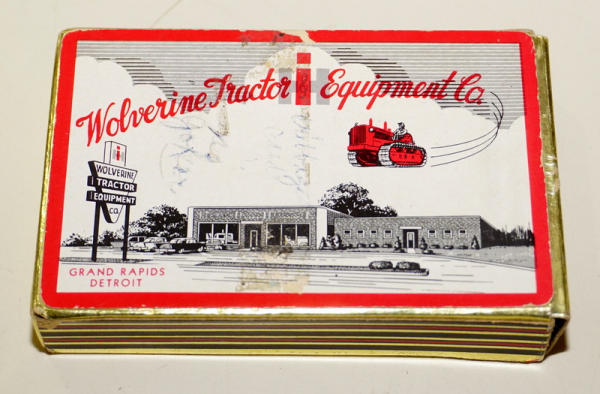 Wolverine Tractor & Equipment Co.
WOLVERINE
TRACTOR
EQUIPMENT
CO.
GRAND RAPIDS
DETROIT